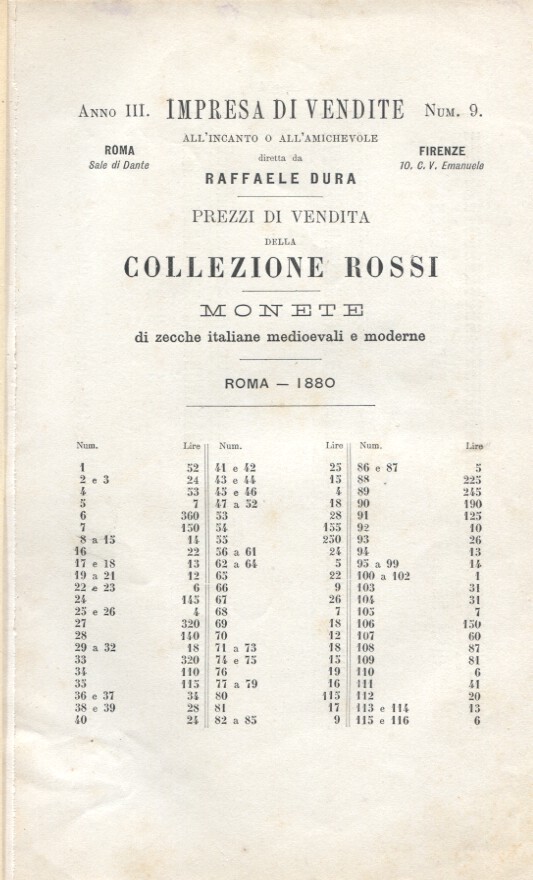 ANNO III. IMPRESA DI VENDITE NUM. 9.
ALL'INCANTO O ALL'AMICHEVOLE
ROMA
Sale di Dante
diretta da
FIRENZE
10. C. V. Emanuele
RAFFAELE DURA
PREZZI DI VENDITA
DELLA
COLLEZIONE ROSSI
MONETE
di zecche italiane medioevali e moderne
ROMA — 1880
Num. Lire Num. Lire Num. Lire
1 52 41 e 42 25 86 e 87 5
2 e 3 24 43 e 44 15 88 225
4 53 45 e 46 4 89 245
5 7 47 a 52 18 90 190
6 360 53 28 91 125
7 150 54 155 92 10
8 a 15 14 55 250 93 26
16 22 56 a 61 24 94 13
17 e 18 13 62 a 64 5 95 a 99 14
19 a 21 12 65 22 100 a 102 1
22 e 23 6 66 9 103 31
24 145 67 26 104 31
25 e 26 4 68 7 105 7
27 320 69 18 106 150
28 140 70 12 107 60
29 a 32 18 71 a 73 18 108 87
33 320 74 e 75 15 109 81
34 110 76 19 110 6
35 115 77 a 79 16 111 41
36 e 37 34 80 115 112 20
38 e 39 28 81 17 113 e 114 13
40 24 82 a 85 9 115 e 116 6